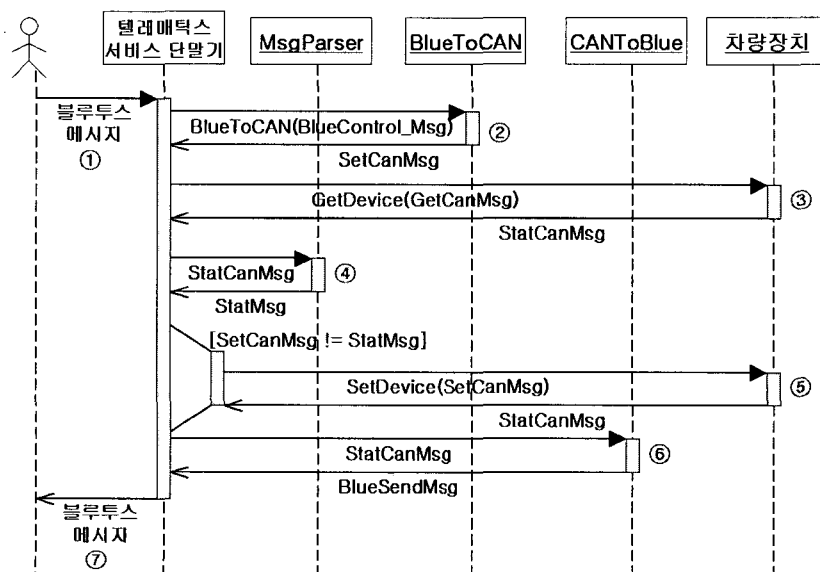 텔레매틱스
서비스 단말기
MsgParser
BlueToCAN
CANToBlue
차량장치
블루투스
메시지
①
BlueToCAN(BlueControl_Msg)
②
SetCanMsg
GetDevice(GetCanMsg)
③
StatCanMsg
StatCanMsg
④
StatMsg
[SetCanMsg != StatMsg]
SetDevice(SetCanMsg)
⑤
StatCanMsg
StatCanMsg
⑥
BlueSendMsg
블루투스
메시지
⑦